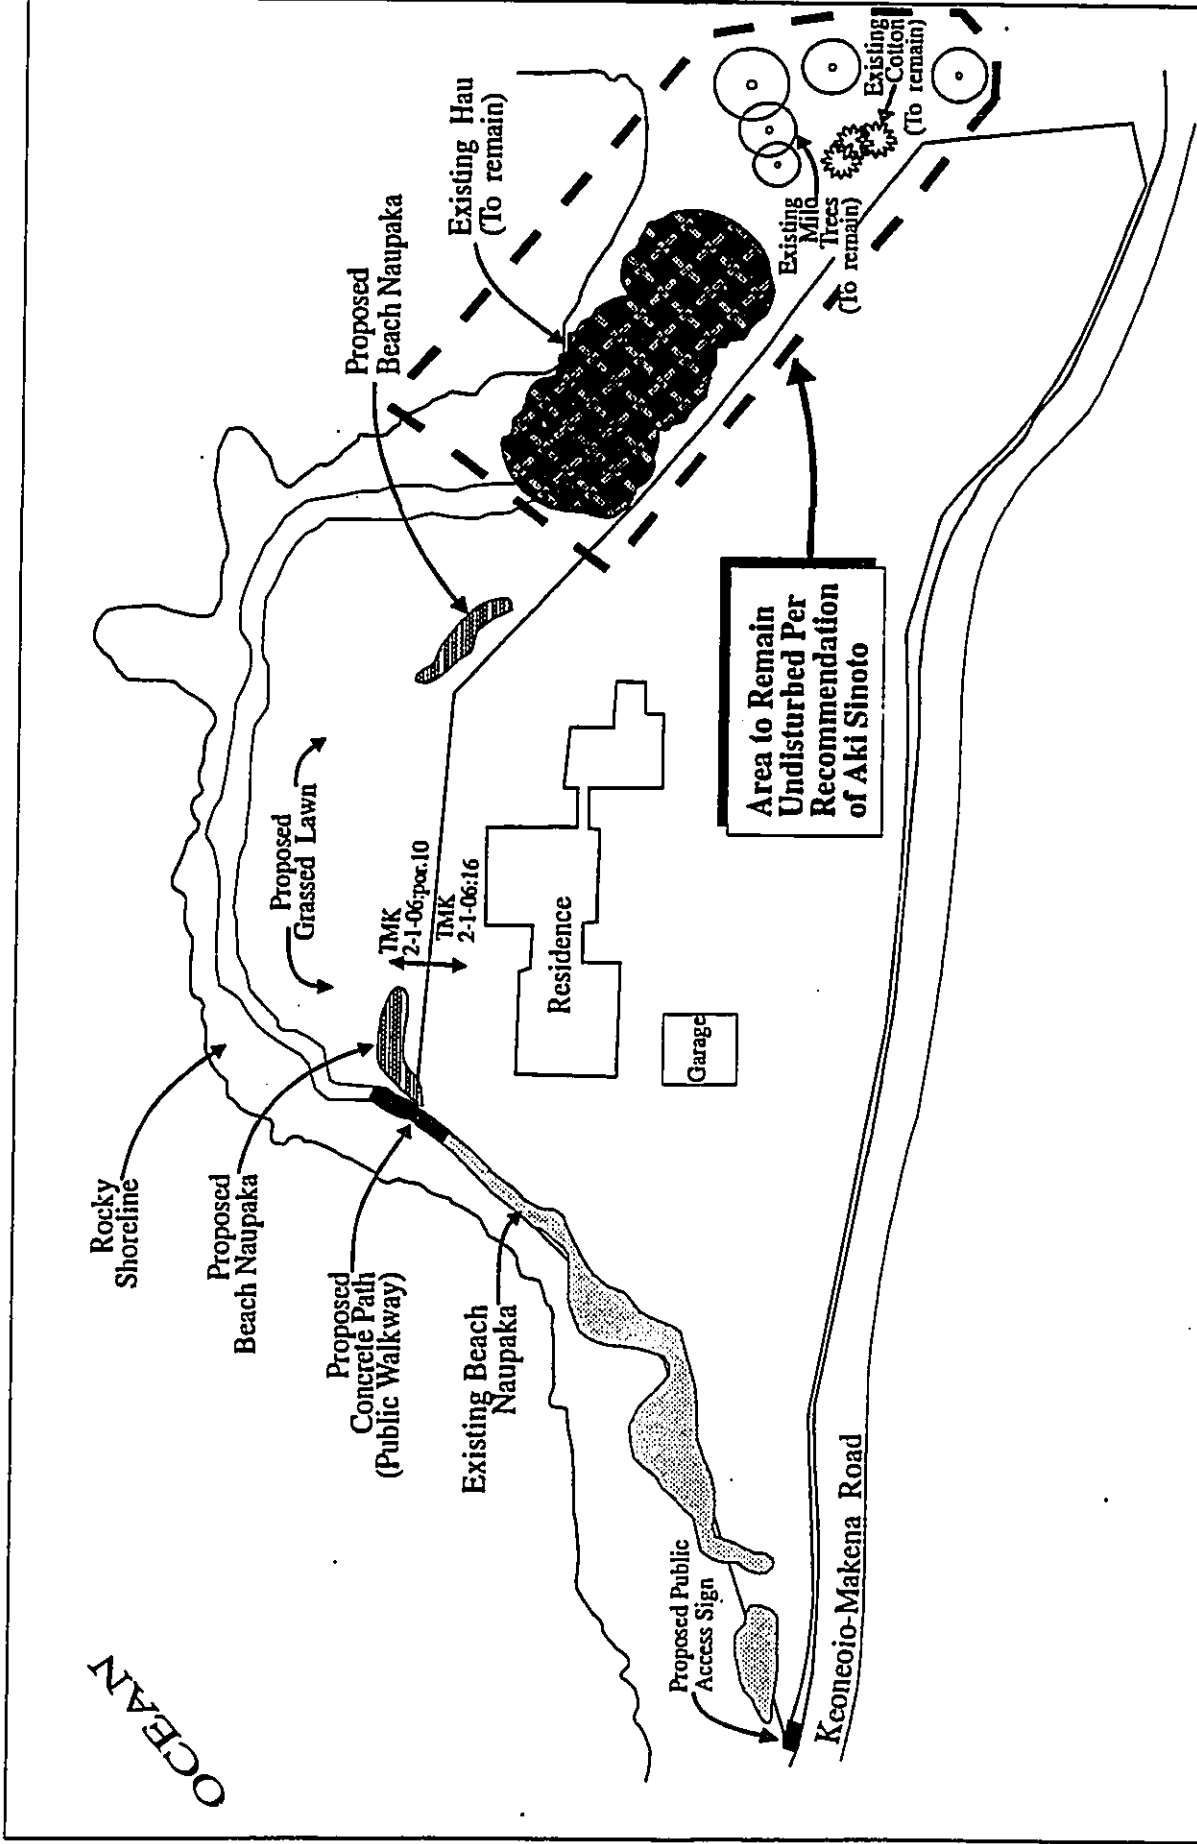 OCEAN
Rocky
Shoreline
Proposed
Beach Naupaka
Proposed
Concrete Path
(Public Walkway)
Existing Beach
Naupaka
Proposed Public
Access Sign
Keoneoio-Makena Road
Proposed
Grassed Lawn
TMK
2-1-06:por.10
TMK
2-1-06:16
Residence
Garage
Proposed
Beach Naupaka
Existing Hau
(To remain)
Existing
Milo
Trees
(To remain)
Existing
Cotton
(To remain)
Area to Remain
Undisturbed Per
Recommendation
of Aki Sinoto